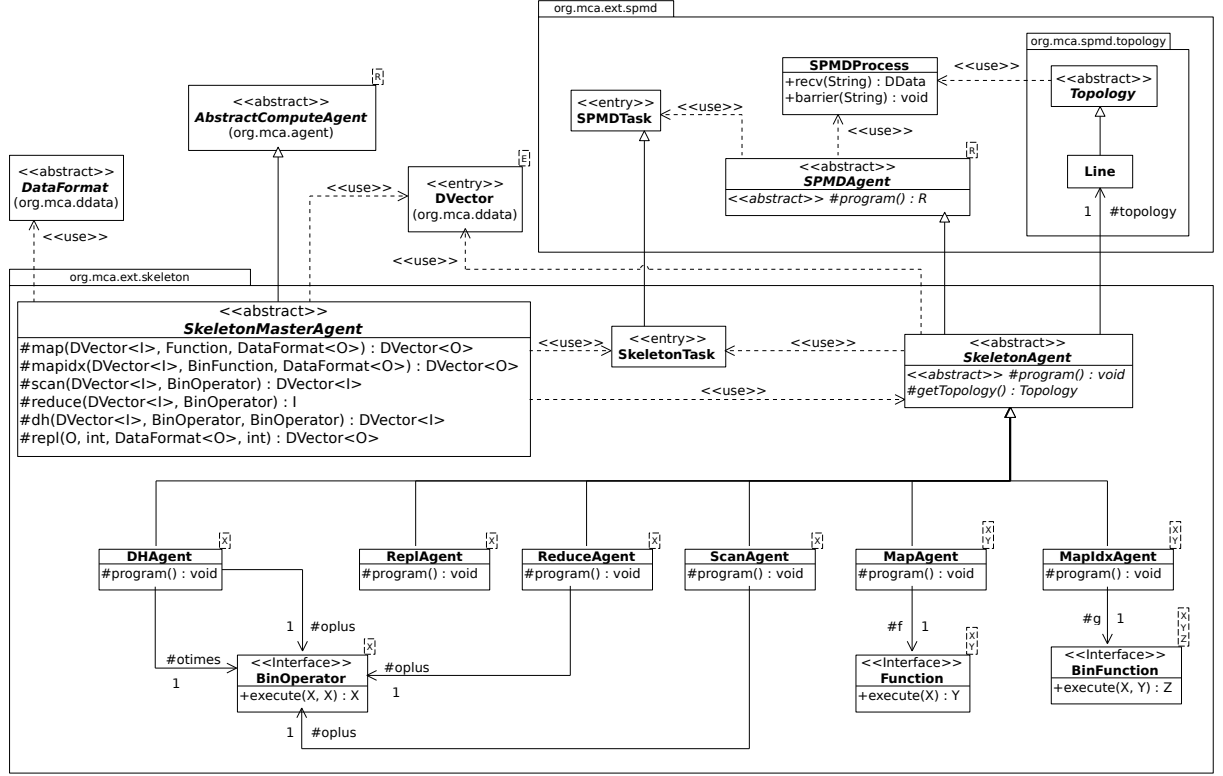 org.mca.ext.spmd
org.mca.spmd.topology
<<abstract>>
Topology
Line
1 #topology
<<use>>
SPMDProcess
+recv(String) : DData
+barrier(String) : void
<<use>>
<<entry>>
SPMDTask
<<use>>
R
<<abstract>>
SPMDAgent
<<abstract>> #program() : R
R
<<abstract>>
AbstractComputeAgent
(org.mca.agent)
<<abstract>>
DataFormat
(org.mca.ddata)
<<use>>
E
<<entry>>
DVector
(org.mca.ddata)
<<use>>
<<use>>
org.mca.ext.skeleton
<<abstract>>
SkeletonMasterAgent
#map(DVector<I>, Function, DataFormat<O>) : DVector<O>
#mapidx(DVector<I>, BinFunction, DataFormat<O>) : DVector<O>
#scan(DVector<I>, BinOperator) : DVector<I>
#reduce(DVector<I>, BinOperator) : I
#dh(DVector<I>, BinOperator, BinOperator) : DVector<I>
#repl(O, int, DataFormat<O>, int) : DVector<O>
<<use>>
<<entry>>
SkeletonTask
<<use>>
<<use>>
<<abstract>>
SkeletonAgent
<<abstract>> #program() : void
#getTopology() : Topology
X
DHAgent
#program() : void
X
ReplAgent
#program() : void
X
ReduceAgent
#program() : void
X
ScanAgent
#program() : void
X
Y
MapAgent
#program() : void
X
Y
MapIdxAgent
#program() : void
1 #oplus
#otimes
1
#oplus
1
1 #oplus
X
<<Interface>>
BinOperator
+execute(X, X) : X
#f 1
X
Y
<<Interface>>
Function
+execute(X) : Y
#g 1
X
Y
Z
<<Interface>>
BinFunction
+execute(X, Y) : Z